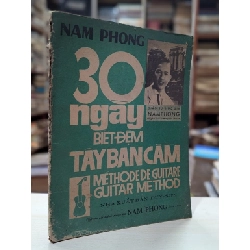 NAM PHONG
30
ngày
BIẾT ĐỆM
TÂY BAN CẦM
METHODE DE GUITARE
GUITAR METHOD
NAM PHONG